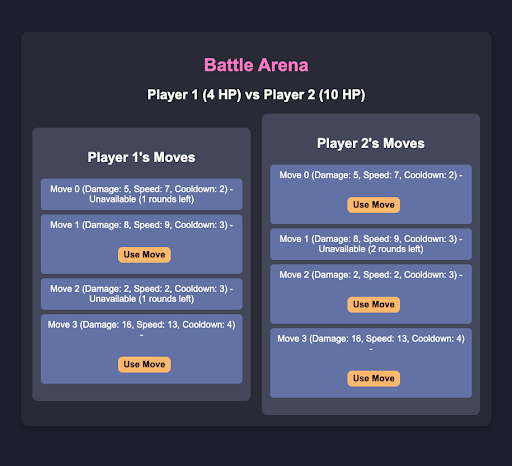 Battle Arena
Player 1 (4 HP) vs Player 2 (10 HP)
Player 1's Moves
Move 0 (Damage: 5, Speed: 7, Cooldown: 2) -
Unavailable (1 rounds left)
Move 1 (Damage: 8, Speed: 9, Cooldown: 3) -
Use Move
Move 2 (Damage: 2, Speed: 2, Cooldown: 3) -
Unavailable (1 rounds left)
Move 3 (Damage: 16, Speed: 13, Cooldown: 4)
-
Use Move
Player 2's Moves
Move 0 (Damage: 5, Speed: 7, Cooldown: 2) -
Use Move
Move 1 (Damage: 8, Speed: 9, Cooldown: 3) -
Unavailable (2 rounds left)
Move 2 (Damage: 2, Speed: 2, Cooldown: 3) -
Use Move
Move 3 (Damage: 16, Speed: 13, Cooldown: 4)
-
Use Move